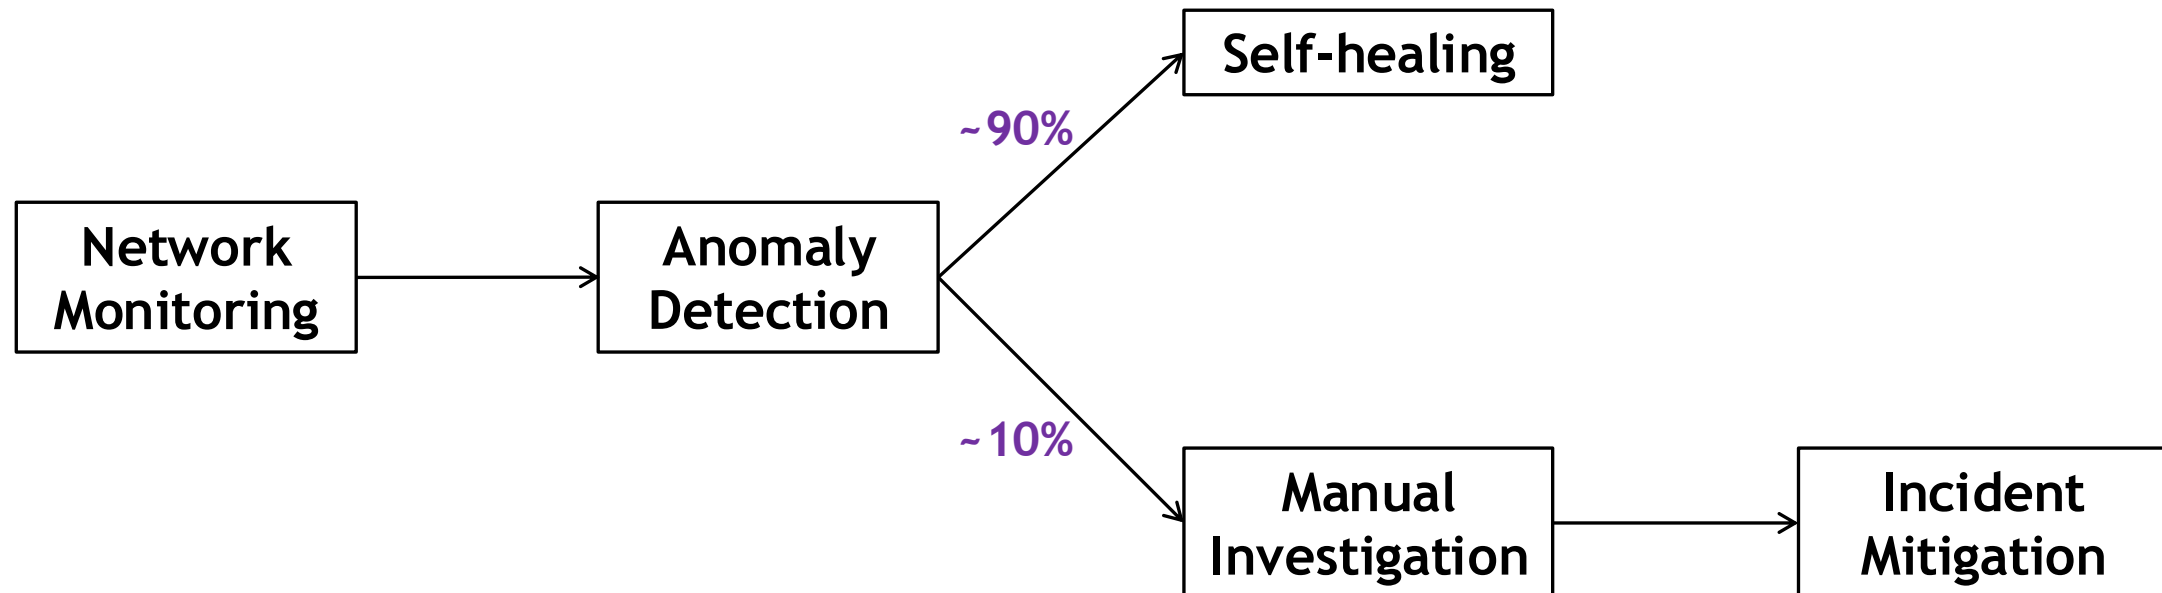 Self-healing
~90%
Network
Monitoring
Anomaly
Detection
~10%
Manual
Investigation
Incident
Mitigation